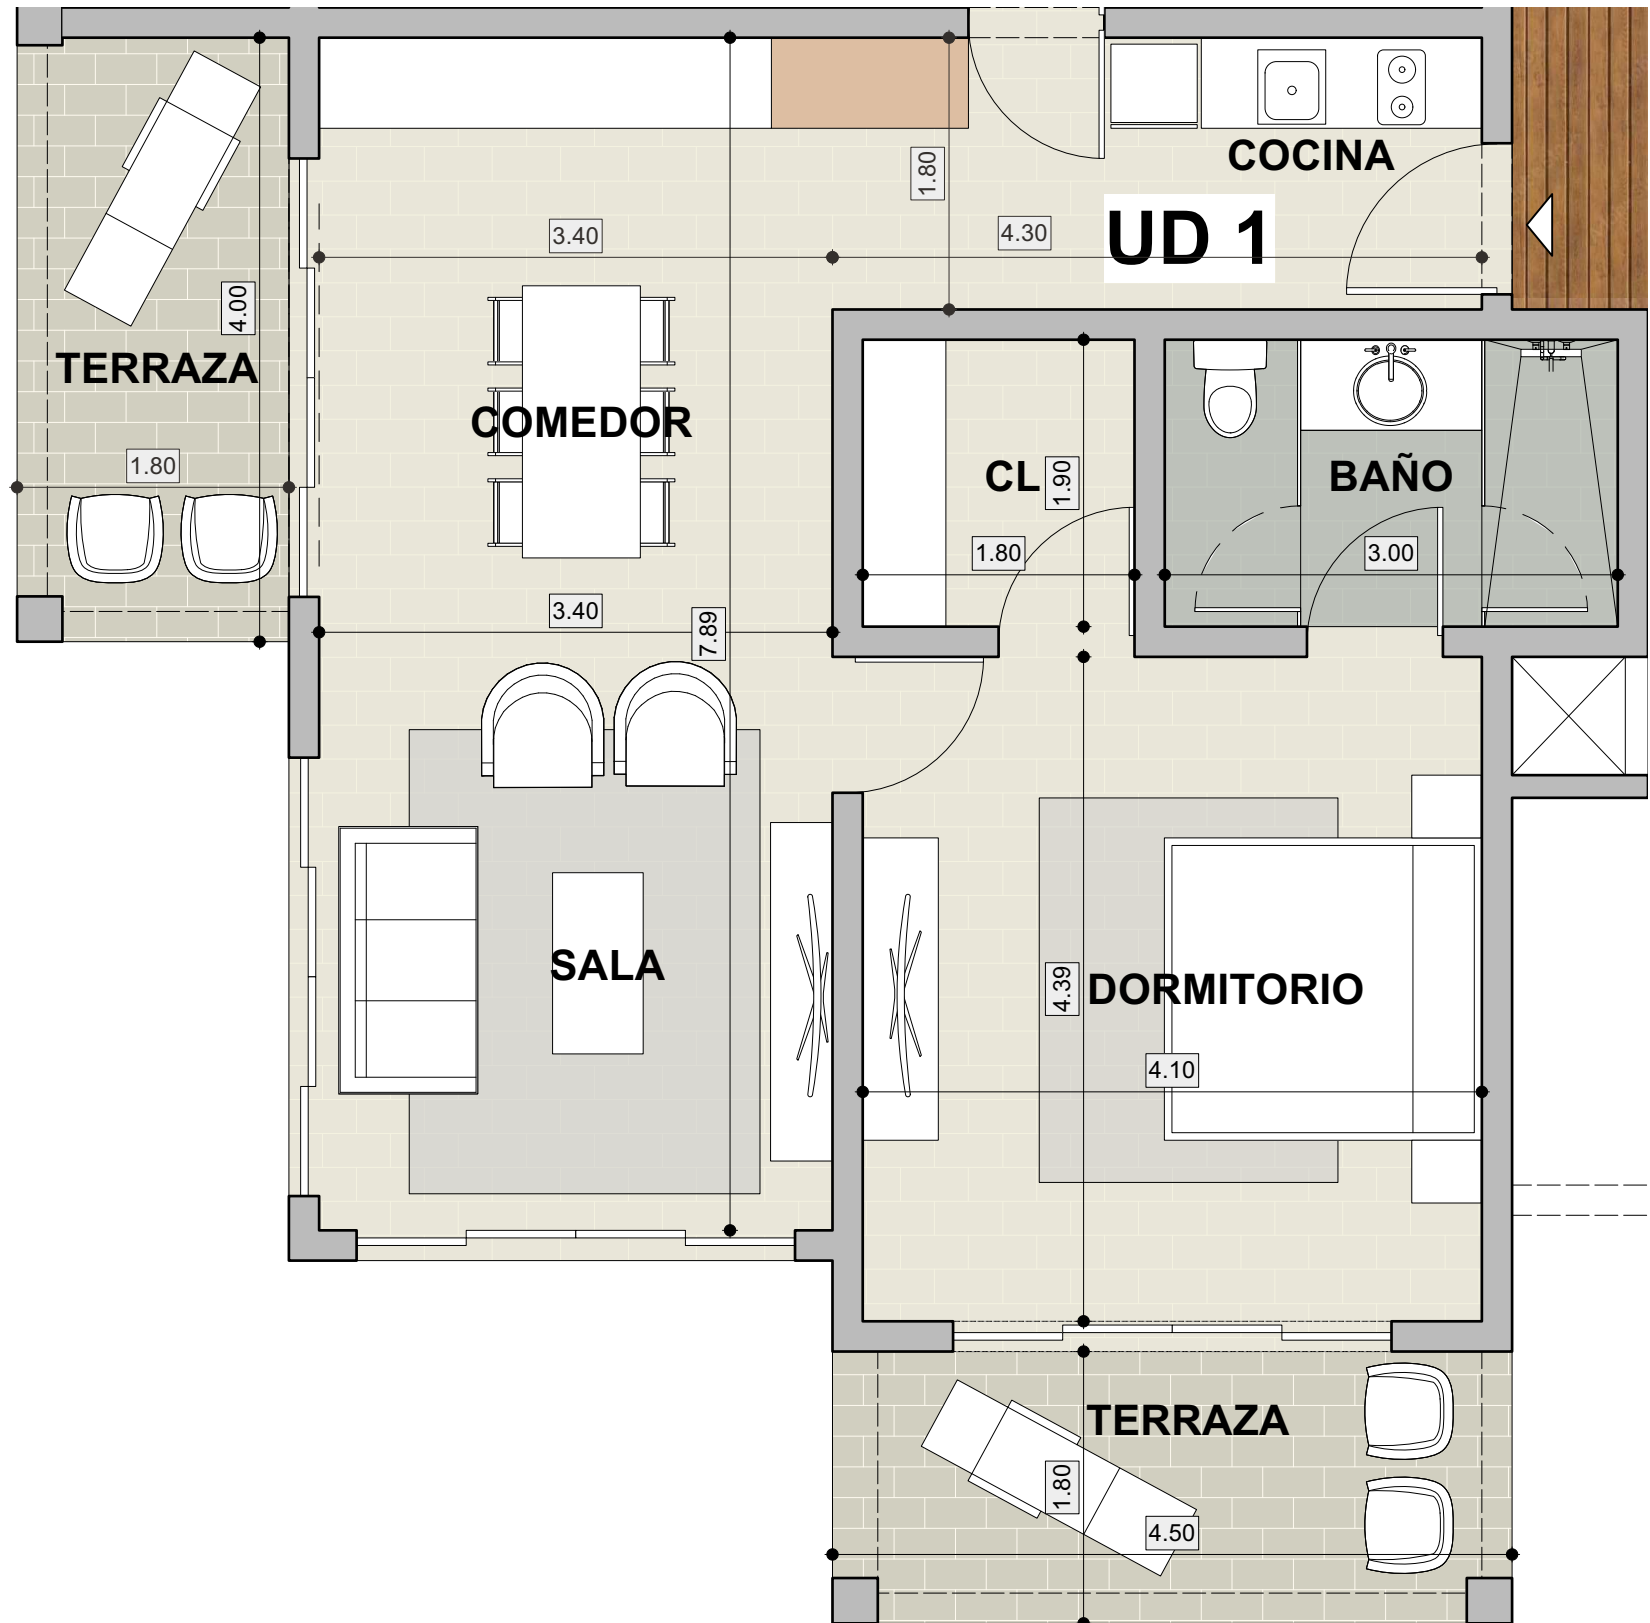 COCINA
1.80
UD 1
3.40
4.30
4.00
TERRAZA
COMEDOR
1.80
CL
1.90
BAÑO
1.80
3.00
3.40
7.89
SALA
4.39
DORMITORIO
4.10
TERRAZA
1.80
4.50